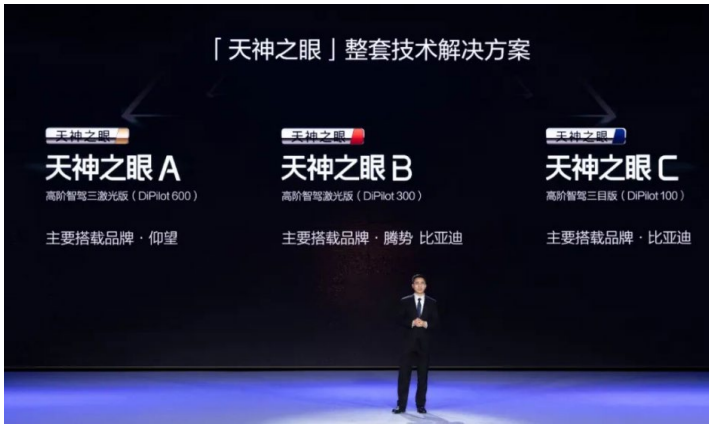 「天神之眼」整套技术解决方案
天神之眼
天神之眼 A
高阶智驾三激光版（DiPilot 600）
主要搭载品牌·仰望
天神之眼
天神之眼 B
高阶智驾激光版（DiPilot 300）
主要搭载品牌·腾势 比亚迪
天神之眼
天神之眼 C
高阶智驾三目版（DiPilot 100）
主要搭载品牌·比亚迪